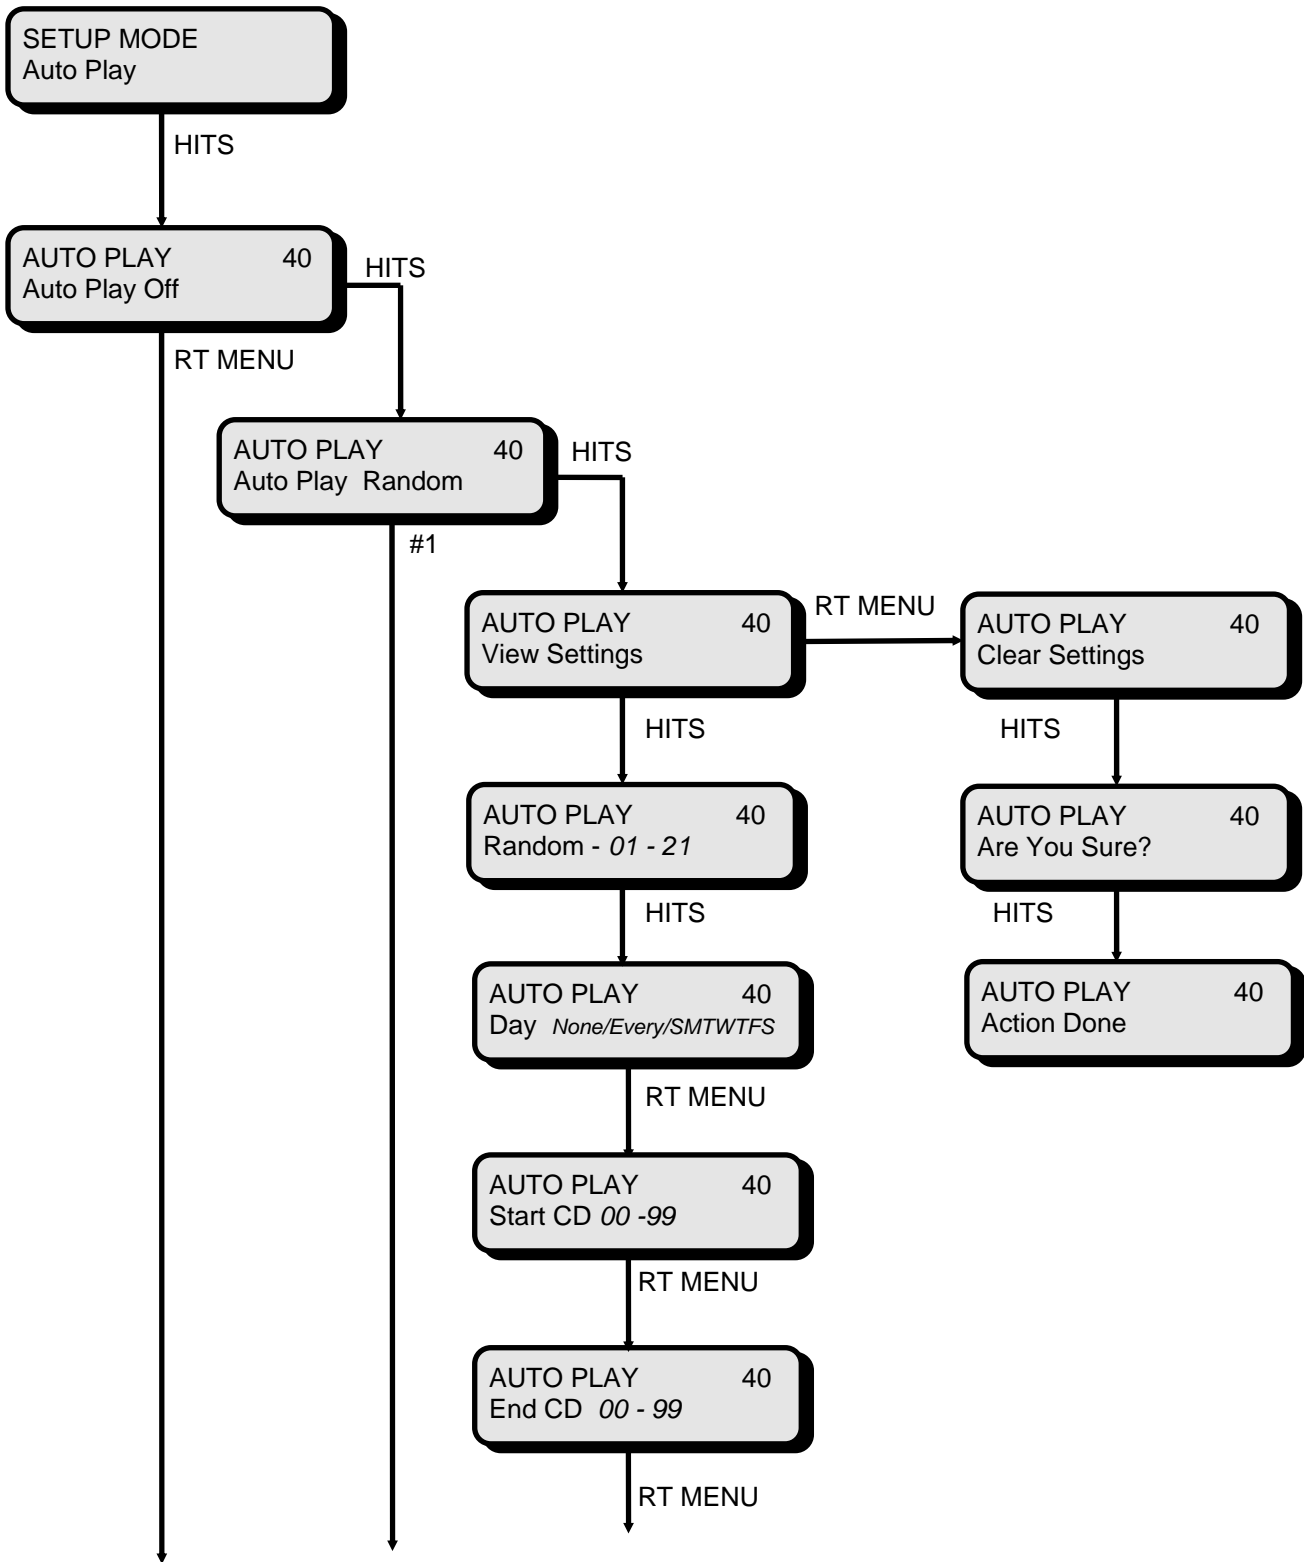 SETUP MODE
Auto Play
HITS
AUTO PLAY 40
Auto Play Off
HITS
RT MENU
AUTO PLAY 40
Auto Play Random
HITS
#1
AUTO PLAY 40
View Settings
RT MENU
AUTO PLAY 40
Clear Settings
HITS
HITS
AUTO PLAY 40
Random - 01 - 21
AUTO PLAY 40
Are You Sure?
HITS
HITS
AUTO PLAY 40
Day None/Every/SMTWTFS
AUTO PLAY 40
Action Done
RT MENU
AUTO PLAY 40
Start CD 00 -99
RT MENU
AUTO PLAY 40
End CD 00 - 99
RT MENU